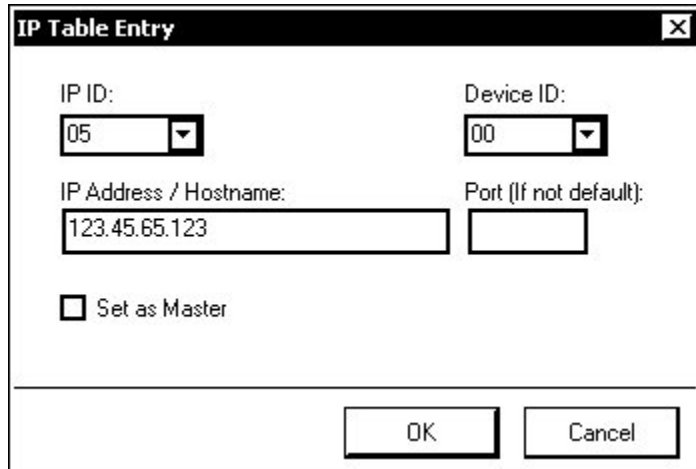 IP Table Entry
IP ID:
Device ID:
05
00
IP Address / Hostname:
Port (If not default):
123.45.65.123
Set as Master
OK
Cancel